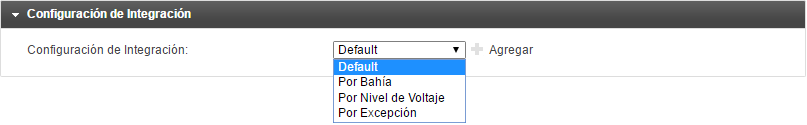 Configuración de Integración
Configuración de Integración: Default Agregar
Default
Por Bahía
Por Nivel de Voltaje
Por Excepción